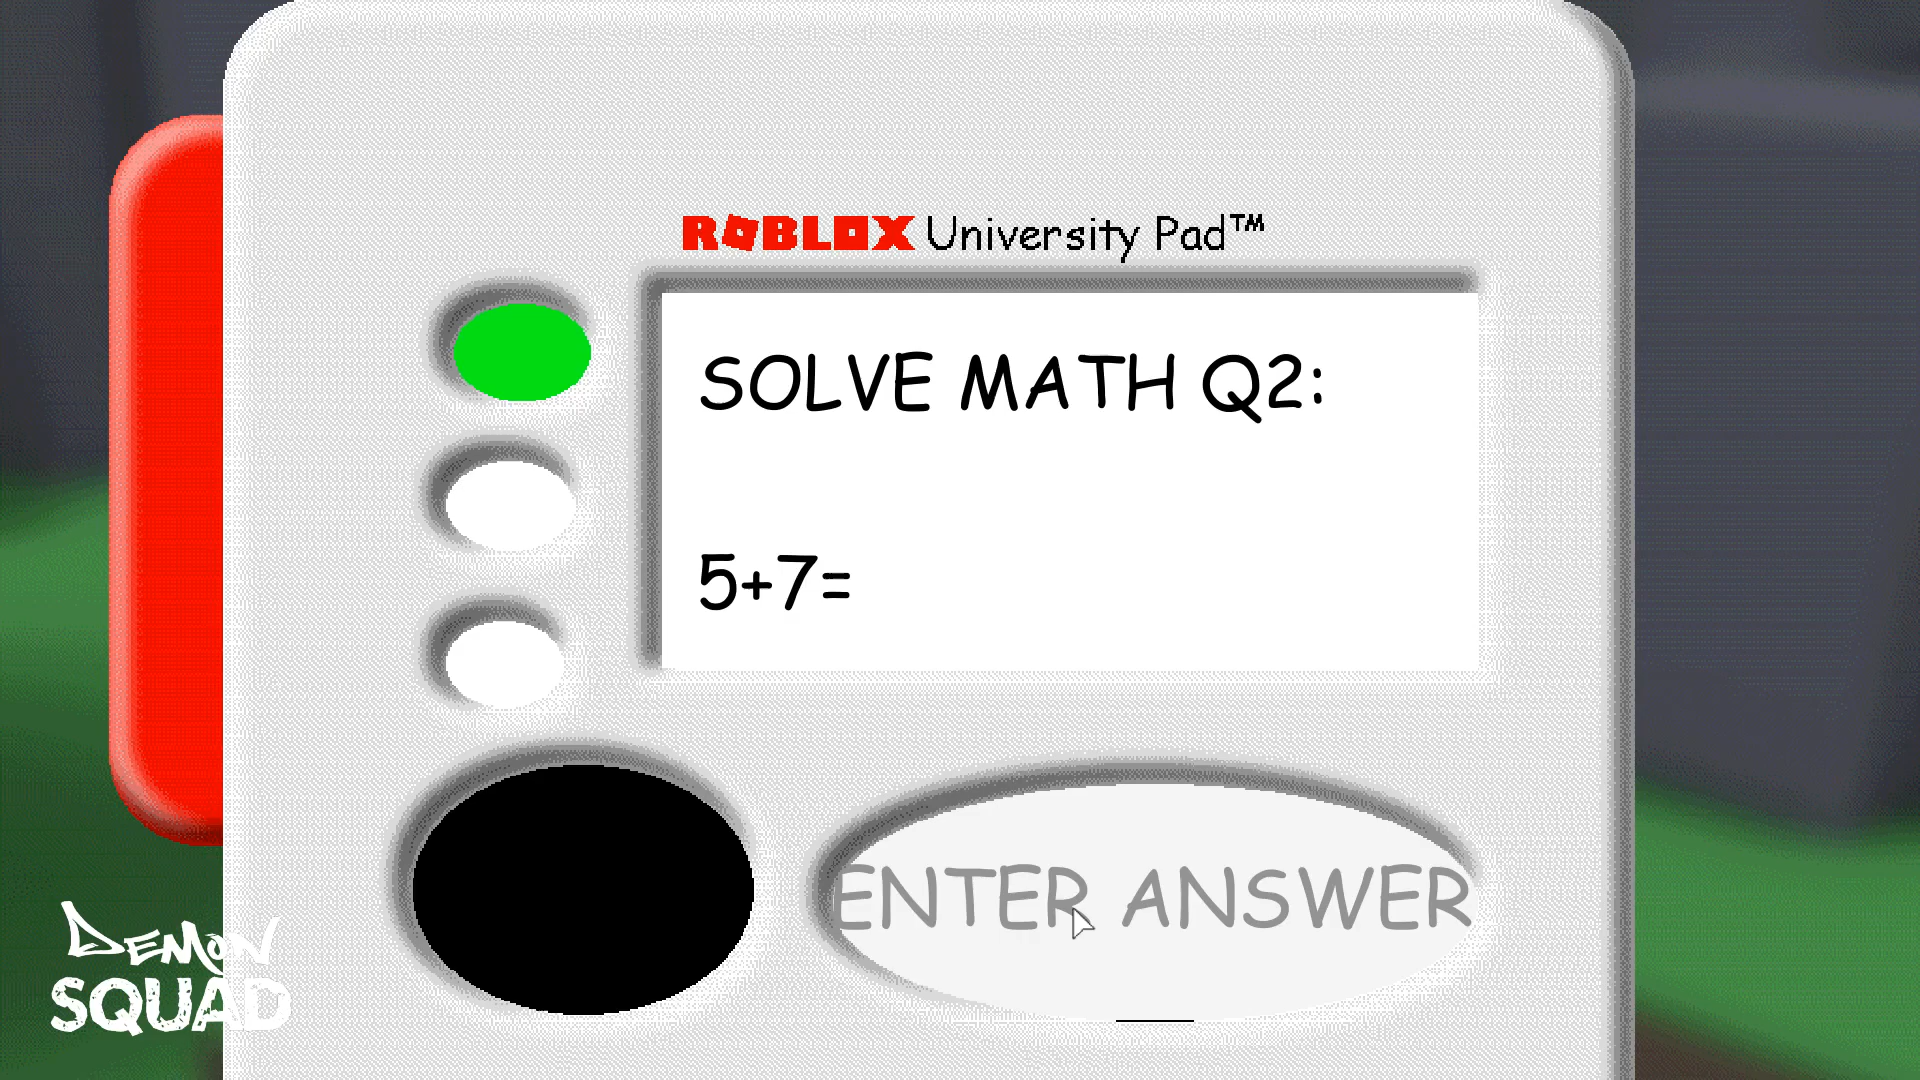 ROBLOX University Pad™
SOLVE MATH Q2:
5+7=
ENTER ANSWER
DEMON
SQUAD